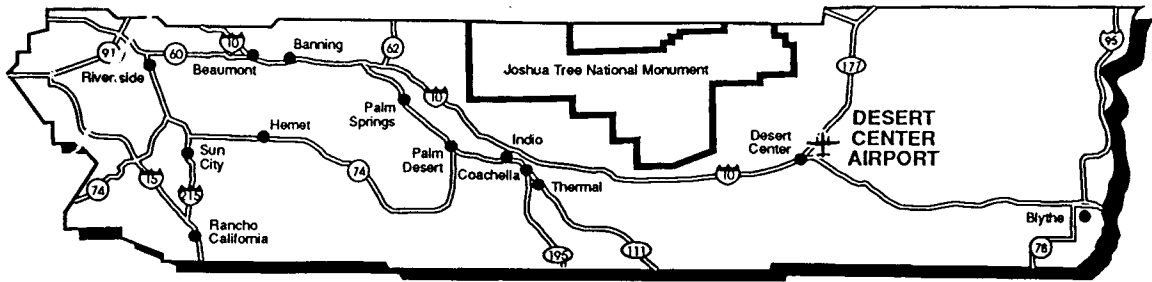 10
62
95
91
60
Banning
Joshua Tree National Monument
177
Riverside
Beaumont
10
Palm
Springs
DESERT
CENTER
AIRPORT
Hemet
Indio
Desert
Center
Sun
City
Palm
Desert
Coachella
Thermal
74
15
215
74
10
Blythe
Rancho
California
195
111
78